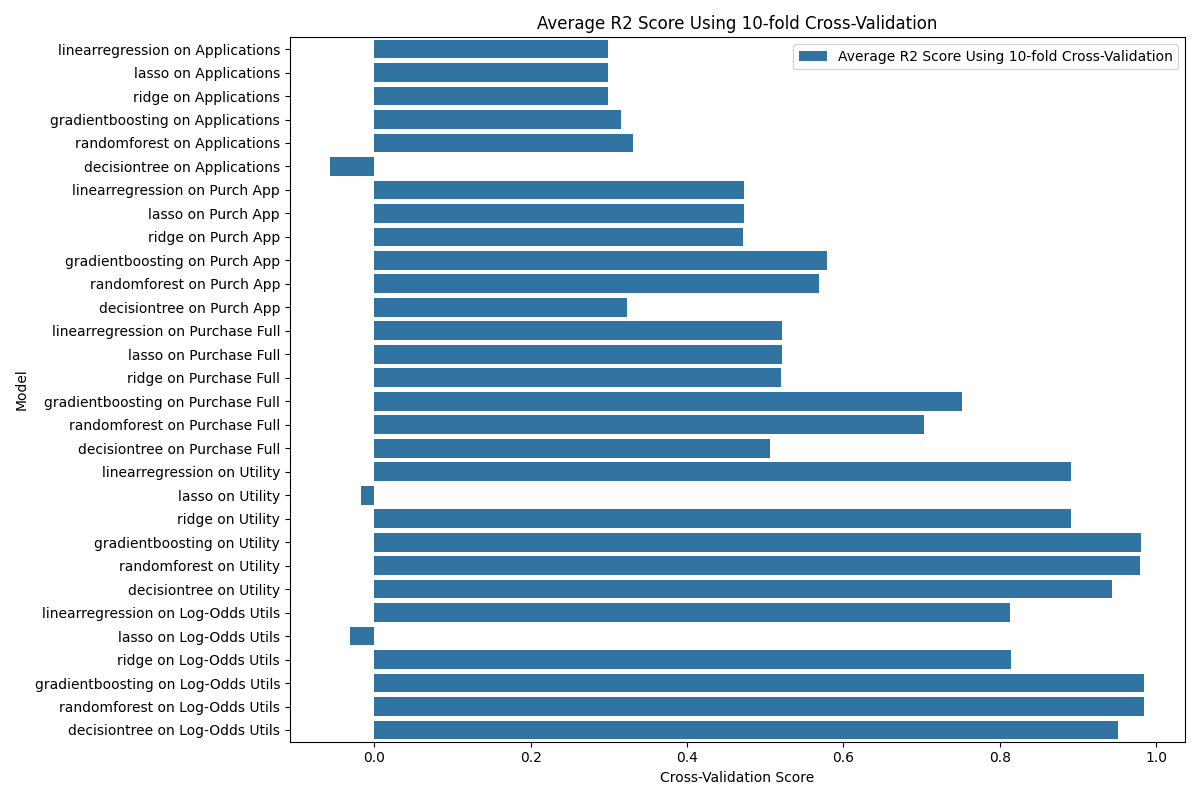 Average R2 Score Using 10-fold Cross-Validation
Average R2 Score Using 10-fold Cross-Validation
Model
linearregression on Applications
lasso on Applications
ridge on Applications
gradientboosting on Applications
randomforest on Applications
decisiontree on Applications
linearregression on Purch App
lasso on Purch App
ridge on Purch App
gradientboosting on Purch App
randomforest on Purch App
decisiontree on Purch App
linearregression on Purchase Full
lasso on Purchase Full
ridge on Purchase Full
gradientboosting on Purchase Full
randomforest on Purchase Full
decisiontree on Purchase Full
linearregression on Utility
lasso on Utility
ridge on Utility
gradientboosting on Utility
randomforest on Utility
decisiontree on Utility
linearregression on Log-Odds Utils
lasso on Log-Odds Utils
ridge on Log-Odds Utils
gradientboosting on Log-Odds Utils
randomforest on Log-Odds Utils
decisiontree on Log-Odds Utils
0.0 0.2 0.4 0.6 0.8 1.0
Cross-Validation Score